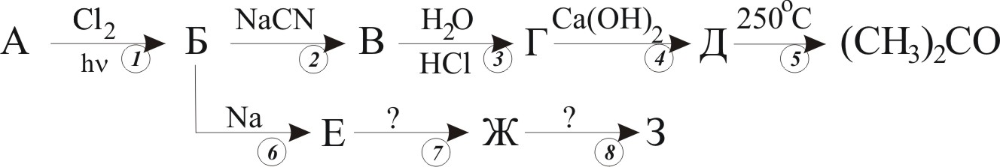 А Cl₂ hν 1 Б NaCN 2 В H₂O HCl 3 Г Ca(OH)₂ 4 Д 250°C 5 (CH₃)₂CO
Na 6 Е ? 7 Ж ? 8 З